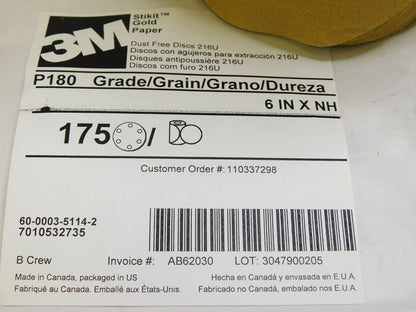 3M
Stikit™
Gold
Paper
Dust Free Discs 216U
Discos con agujeros para extracción 216U
Disques antipoussière 216U
Discos com furo 216U
P180 Grade/Grain/Grano/Dureza
6 IN X NH
175 /
Customer Order #: 110337298
60-0003-5114-2
7010532735
B Crew Invoice #: AB62030 LOT: 3047900205
Made in Canada, packaged in US Hecha en Canadá y envasada en E.U.A.
Fabriqué au Canada. Emballé aux États-Unis. Fabricado no Canadá, embalado nos E.U.A.